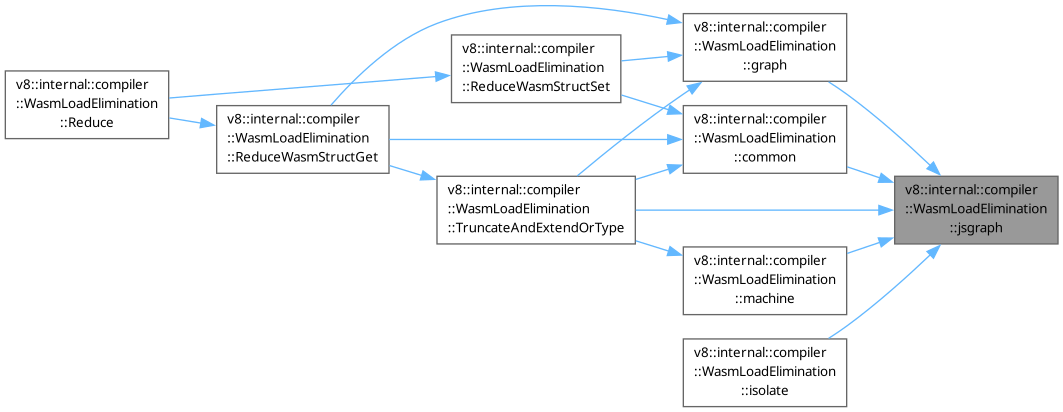 v8::internal::compiler
::WasmLoadElimination
::Reduce
v8::internal::compiler
::WasmLoadElimination
::ReduceWasmStructGet
v8::internal::compiler
::WasmLoadElimination
::ReduceWasmStructSet
v8::internal::compiler
::WasmLoadElimination
::TruncateAndExtendOrType
v8::internal::compiler
::WasmLoadElimination
::graph
v8::internal::compiler
::WasmLoadElimination
::common
v8::internal::compiler
::WasmLoadElimination
::machine
v8::internal::compiler
::WasmLoadElimination
::isolate
v8::internal::compiler
::WasmLoadElimination
::jsgraph